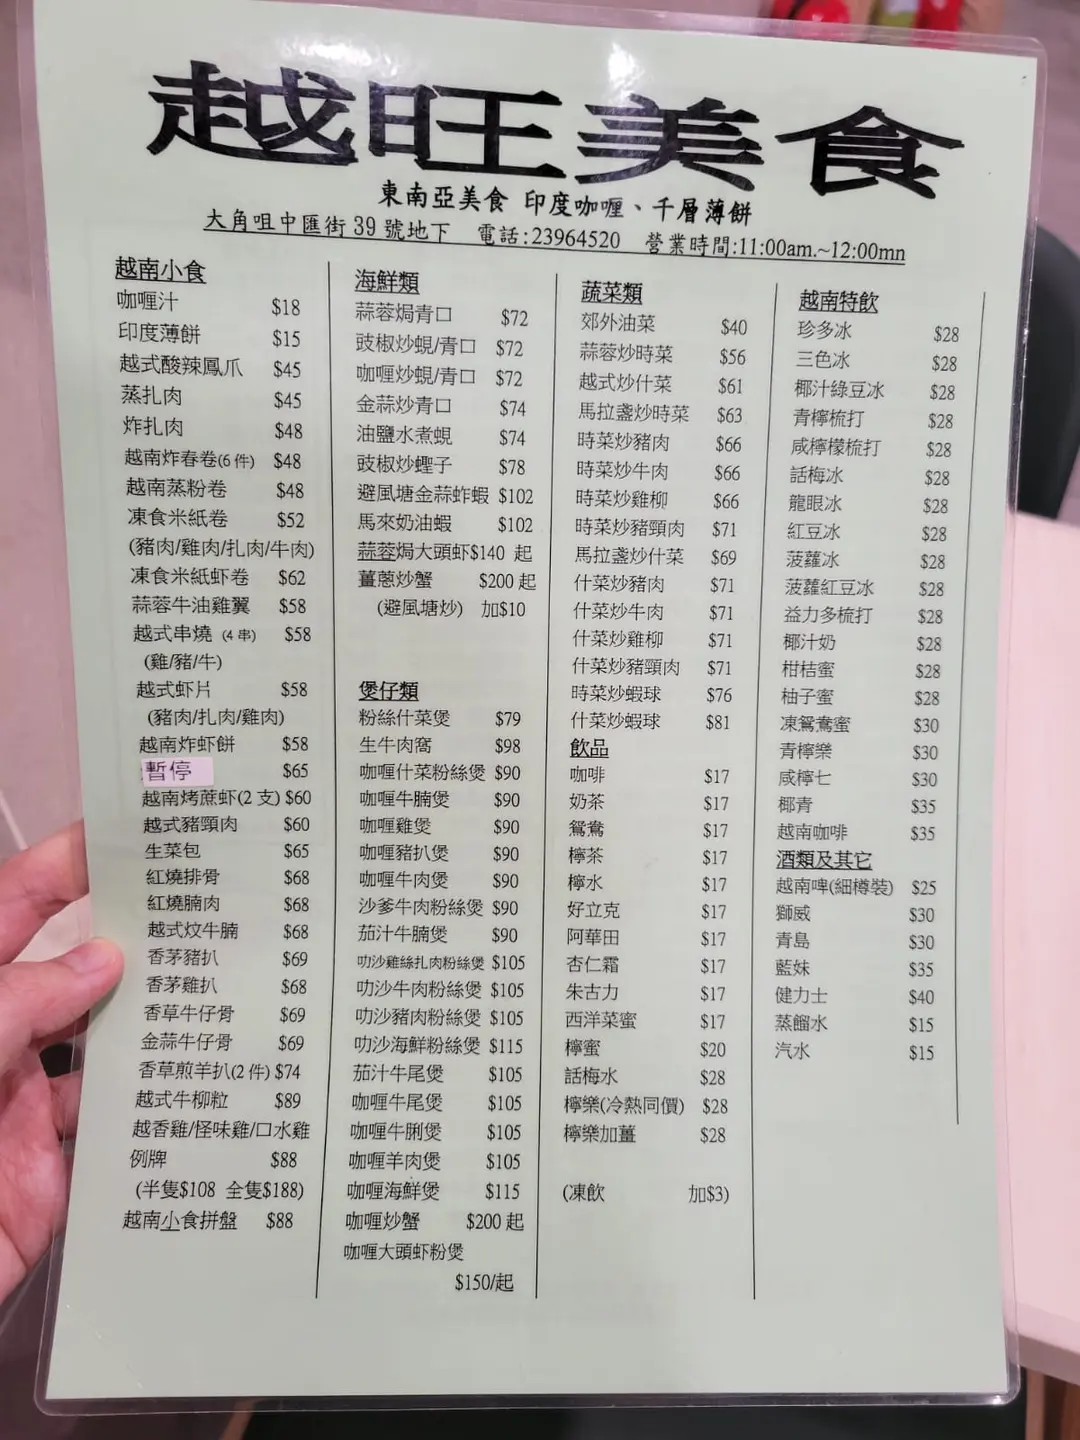 越旺美食
東南亞美食 印度咖喱、千層薄餅
大角咀中匯街 39 號地下 電話:23964520 營業時間:11:00am.~12:00mn
越南小食
咖喱汁 $18
印度薄餅 $15
越式酸辣鳳爪 $45
蒸扎肉 $45
炸扎肉 $48
越南炸春卷(6 件) $48
越南蒸粉卷 $48
凍食米紙卷 $52
(豬肉/雞肉/扎肉/牛肉)
凍食米紙虾卷 $62
蒜蓉牛油雞翼 $58
越式串燒 (4 串) $58
(雞/豬/牛)
越式虾片 $58
(豬肉/扎肉/雞肉)
越南炸虾餅 $58
暫停 $65
越南烤蔗虾(2 支) $60
越式豬頸肉 $60
生菜包 $65
紅燒排骨 $68
紅燒腩肉 $68
越式炆牛腩 $68
香茅豬扒 $69
香茅雞扒 $68
香草牛仔骨 $69
金蒜牛仔骨 $69
香草煎羊扒(2 件) $74
越式牛柳粒 $89
越香雞/怪味雞/口水雞
例牌 $88
(半隻$108 全隻$188)
越南小食拼盤 $88
海鮮類
蒜蓉焗青口 $72
豉椒炒蜆/青口 $72
咖喱炒蜆/青口 $72
金蒜炒青口 $74
油鹽水煮蜆 $74
豉椒炒蟶子 $78
避風塘金蒜蚱蝦 $102
馬來奶油蝦 $102
蒜蓉焗大頭虾$140 起
薑蔥炒蟹 $200 起
(避風塘炒) 加$10
煲仔類
粉絲什菜煲 $79
生牛肉窩 $98
咖喱什菜粉絲煲 $90
咖喱牛腩煲 $90
咖喱雞煲 $90
咖喱豬扒煲 $90
咖喱牛肉煲 $90
沙爹牛肉粉絲煲 $90
茄汁牛腩煲 $90
叻沙雞絲扎肉粉絲煲 $105
叻沙牛肉粉絲煲 $105
叻沙豬肉粉絲煲 $105
叻沙海鮮粉絲煲 $115
茄汁牛尾煲 $105
咖喱牛尾煲 $105
咖喱牛脷煲 $105
咖喱羊肉煲 $105
咖喱海鮮煲 $115
咖喱炒蟹 $200 起
咖喱大頭虾粉煲
$150/起
蔬菜類
郊外油菜 $40
蒜蓉炒時菜 $56
越式炒什菜 $61
馬拉盞炒時菜 $63
時菜炒豬肉 $66
時菜炒牛肉 $66
時菜炒雞柳 $66
時菜炒豬頸肉 $71
馬拉盞炒什菜 $69
什菜炒豬肉 $71
什菜炒牛肉 $71
什菜炒雞柳 $71
什菜炒豬頸肉 $71
時菜炒蝦球 $76
什菜炒蝦球 $81
飲品
咖啡 $17
奶茶 $17
鴛鴦 $17
檸茶 $17
檸水 $17
好立克 $17
阿華田 $17
杏仁霜 $17
朱古力 $17
西洋菜蜜 $17
檸蜜 $20
話梅水 $28
檸樂(冷熱同價) $28
檸樂加薑 $28
(凍飲 加$3)
越南特飲
珍多冰 $28
三色冰 $28
椰汁綠豆冰 $28
青檸梳打 $28
咸檸檬梳打 $28
話梅冰 $28
龍眼冰 $28
紅豆冰 $28
菠蘿冰 $28
菠蘿紅豆冰 $28
益力多梳打 $28
椰汁奶 $28
柑桔蜜 $28
柚子蜜 $28
凍鴛鴦蜜 $30
青檸樂 $30
咸檸七 $30
椰青 $35
越南咖啡 $35
酒類及其它
越南啤(細樽裝) $25
獅威 $30
青島 $30
藍妹 $35
健力士 $40
蒸餾水 $15
汽水 $15